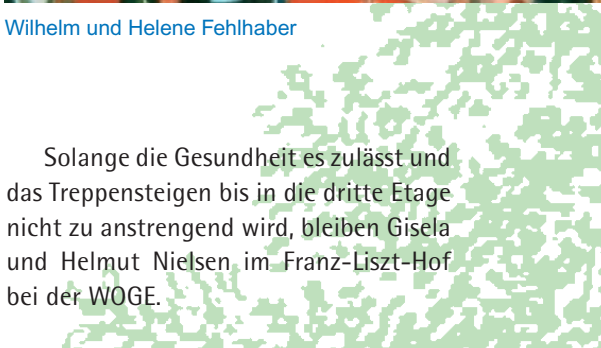 Wilhelm und Helene Fehlhaber
Solange die Gesundheit es zulässt und
das Treppensteigen bis in die dritte Etage
nicht zu anstrengend wird, bleiben Gisela
und Helmut Nielsen im Franz-Liszt-Hof
bei der WOGE.